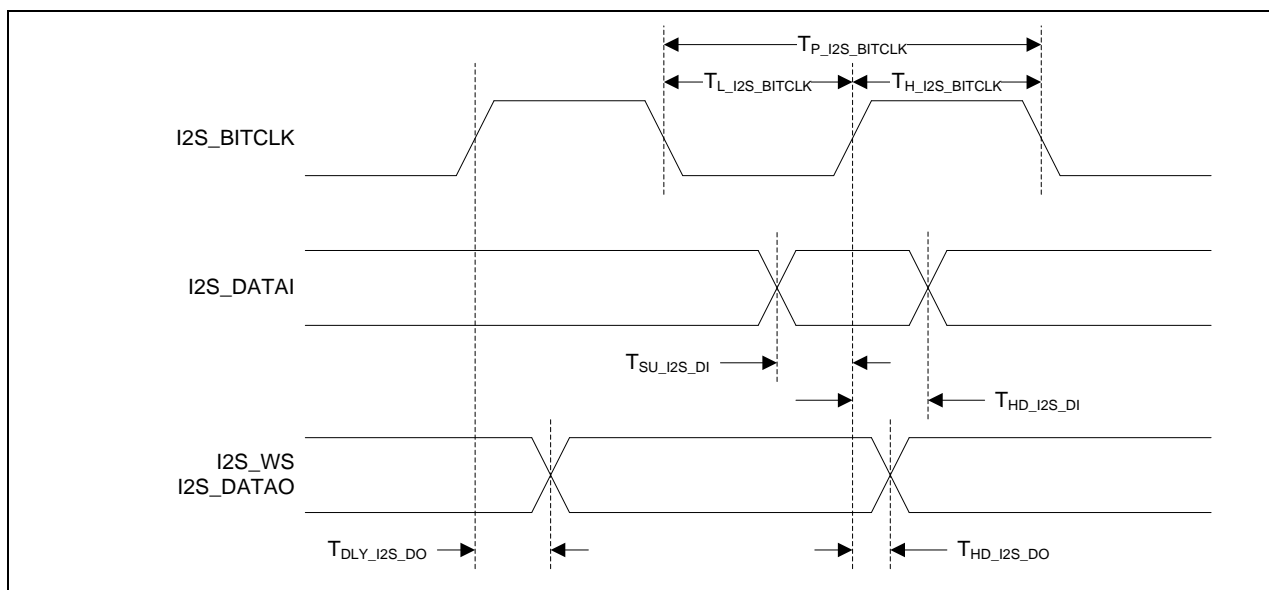 T_P_I2S_BITCLK
T_L_I2S_BITCLK T_H_I2S_BITCLK
I2S_BITCLK
I2S_DATAI
T_SU_I2S_DI
T_HD_I2S_DI
I2S_WS
I2S_DATAO
T_DLY_I2S_DO T_HD_I2S_DO